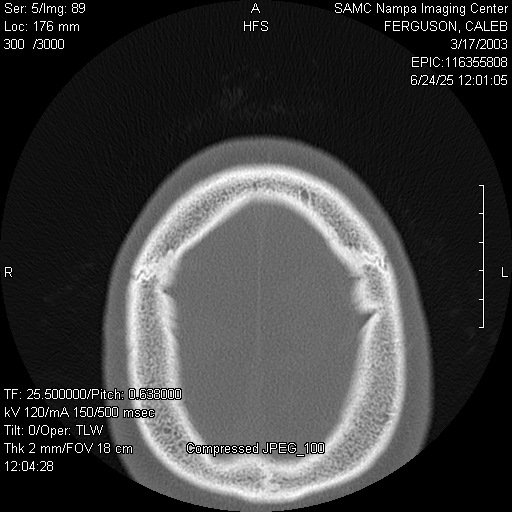 Ser: 5/Img: 89
Loc: 176 mm
300 /3000
A
HFS
SAMC Nampa Imaging Center
FERGUSON, CALEB
3/17/2003
EPIC:116355808
6/24/25 12:01:05
R
L
TF: 25.500000/Pitch: 0.638000
kV 120/mA 150/500 msec
Tilt: 0/Oper: TLW
Thk 2 mm/FOV 18 cm
12:04:28
Compressed JPEG_100